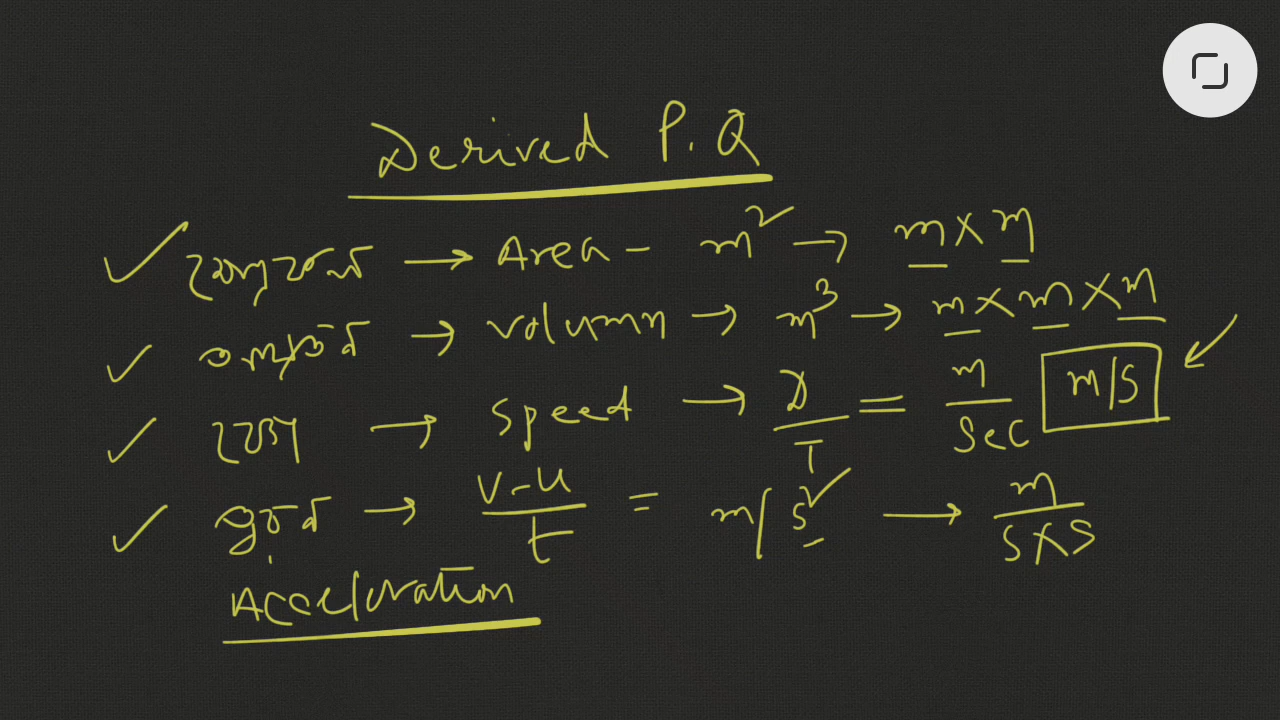 Derived P.Q
→ Area - m² → m × m
→ volumn → m³ → m × m × m
→ speed → D/T = m/sec m/s
→ v-u/t = m/s² → m/s×s
Acceleration